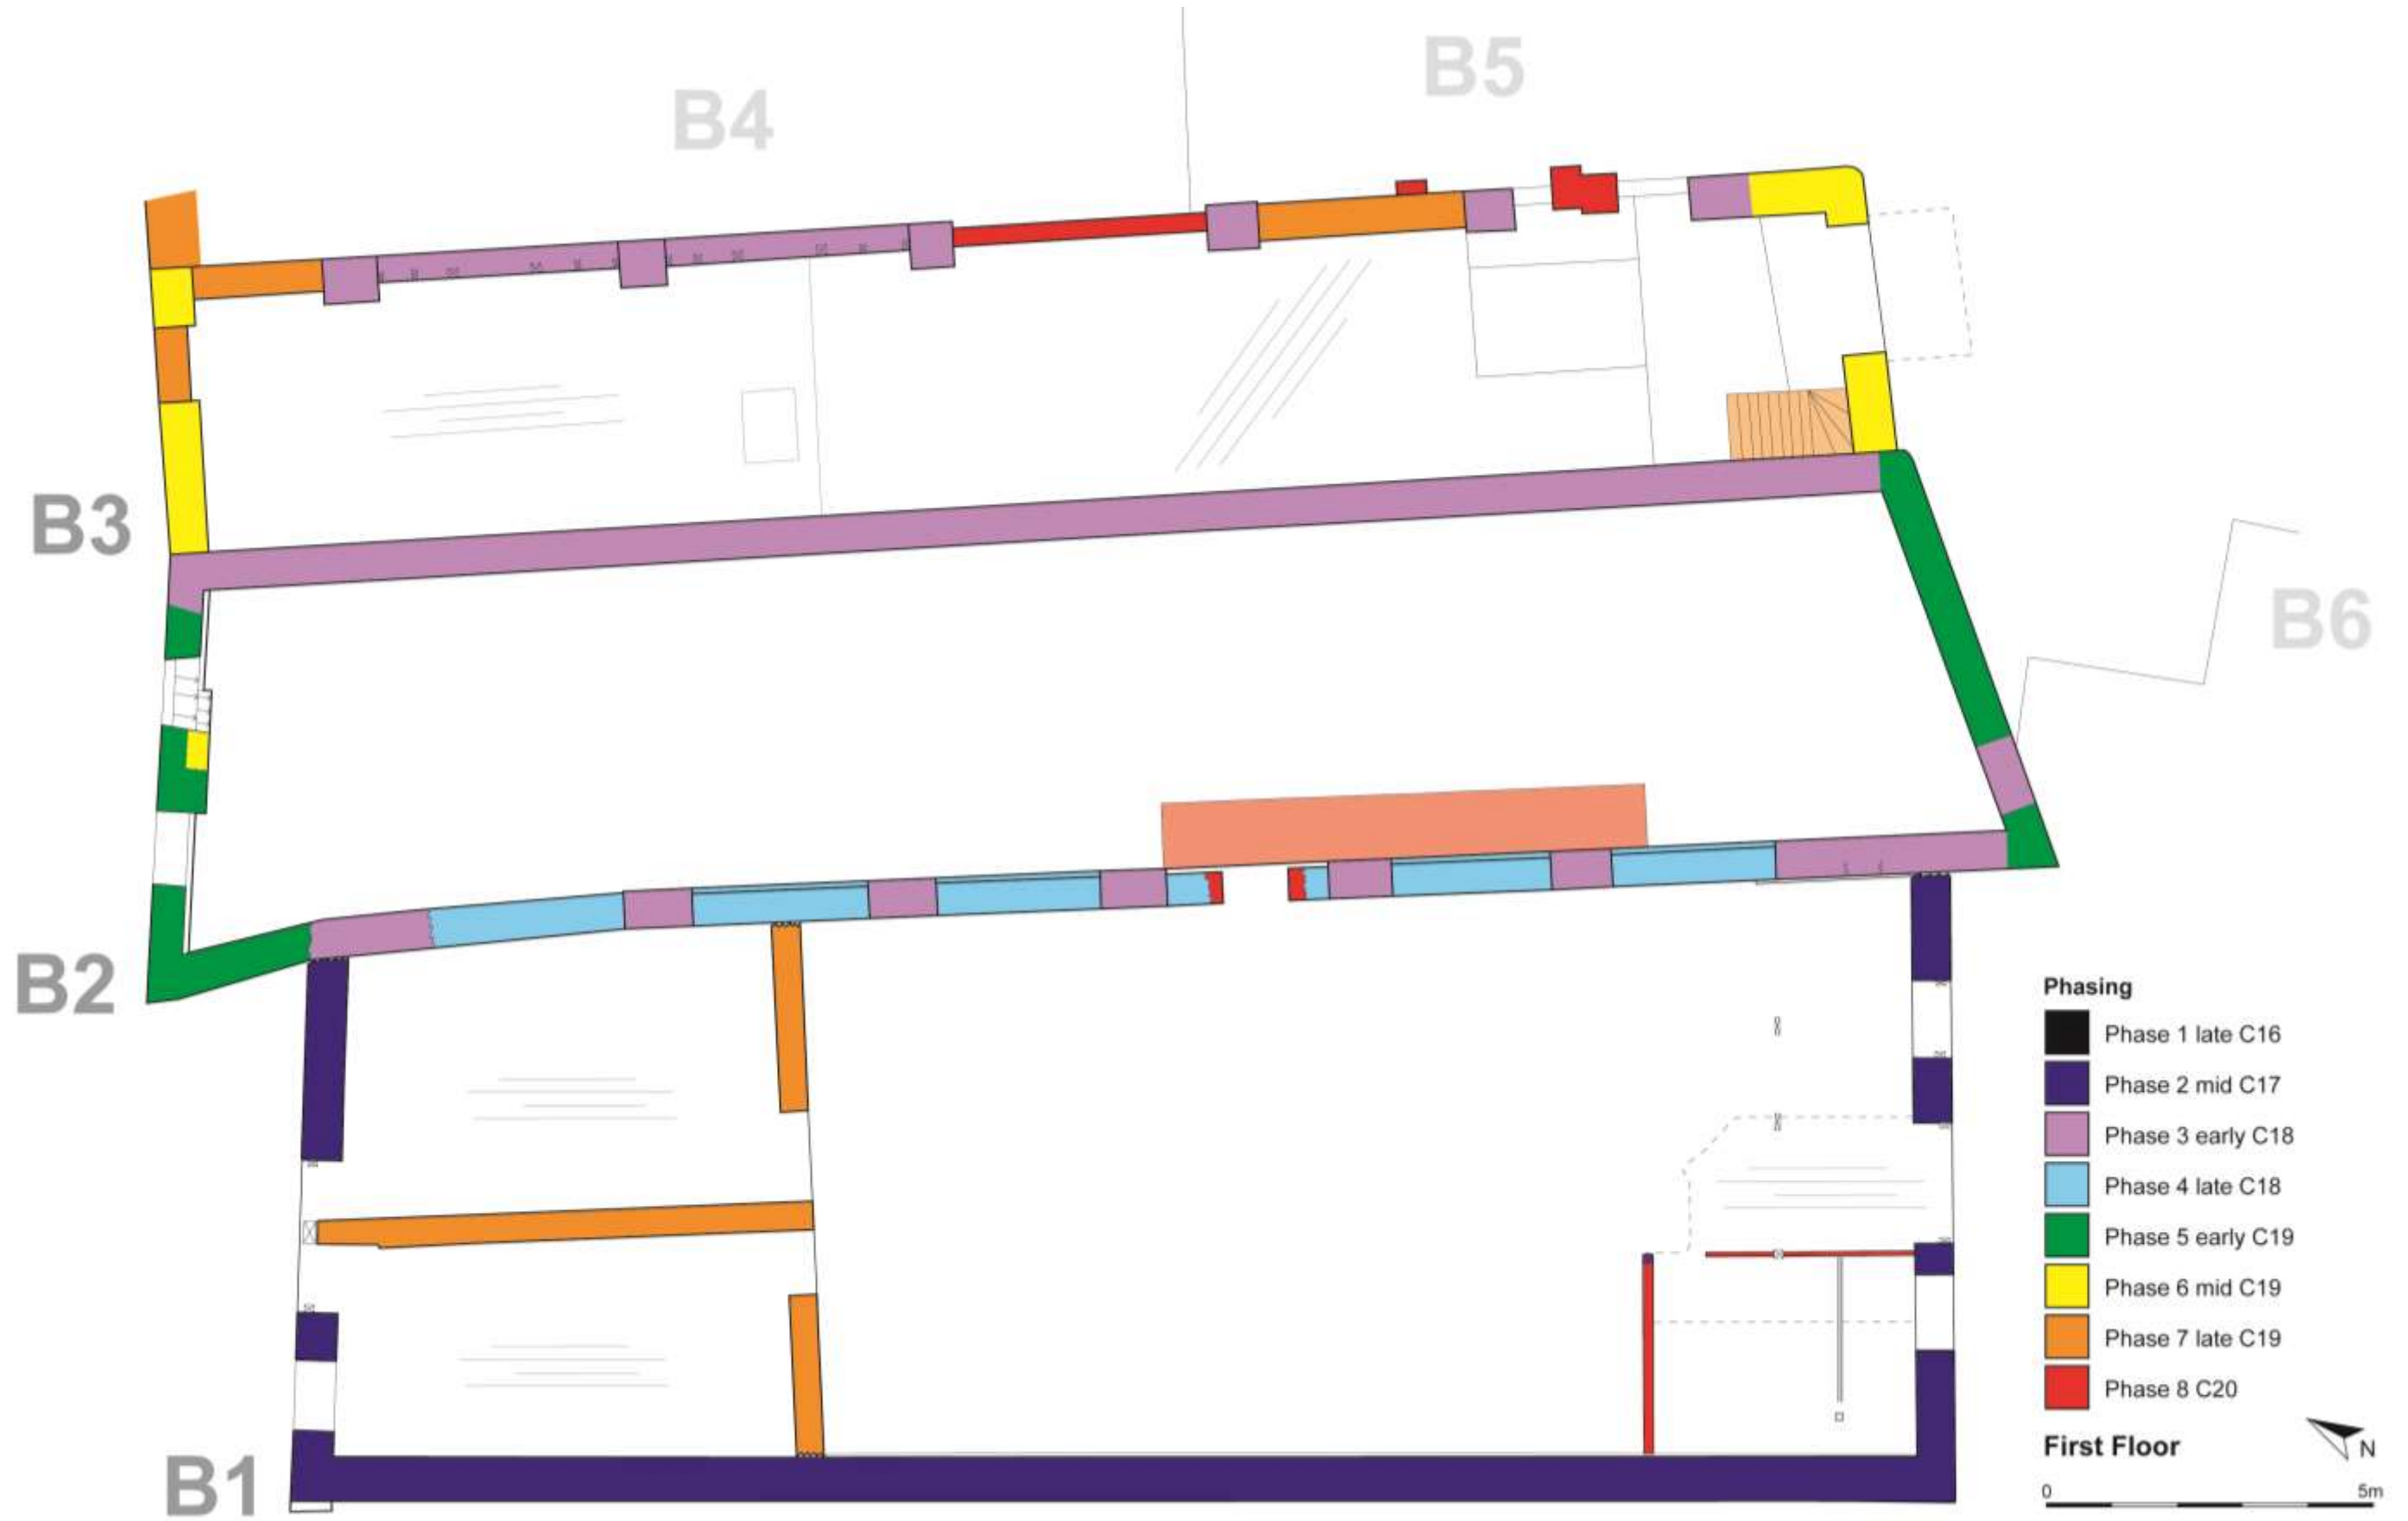 B5
B4
B3
B6
B2
B1
Phasing
Phase 1 late C16
Phase 2 mid C17
Phase 3 early C18
Phase 4 late C18
Phase 5 early C19
Phase 6 mid C19
Phase 7 late C19
Phase 8 C20
First Floor
N
0 5m